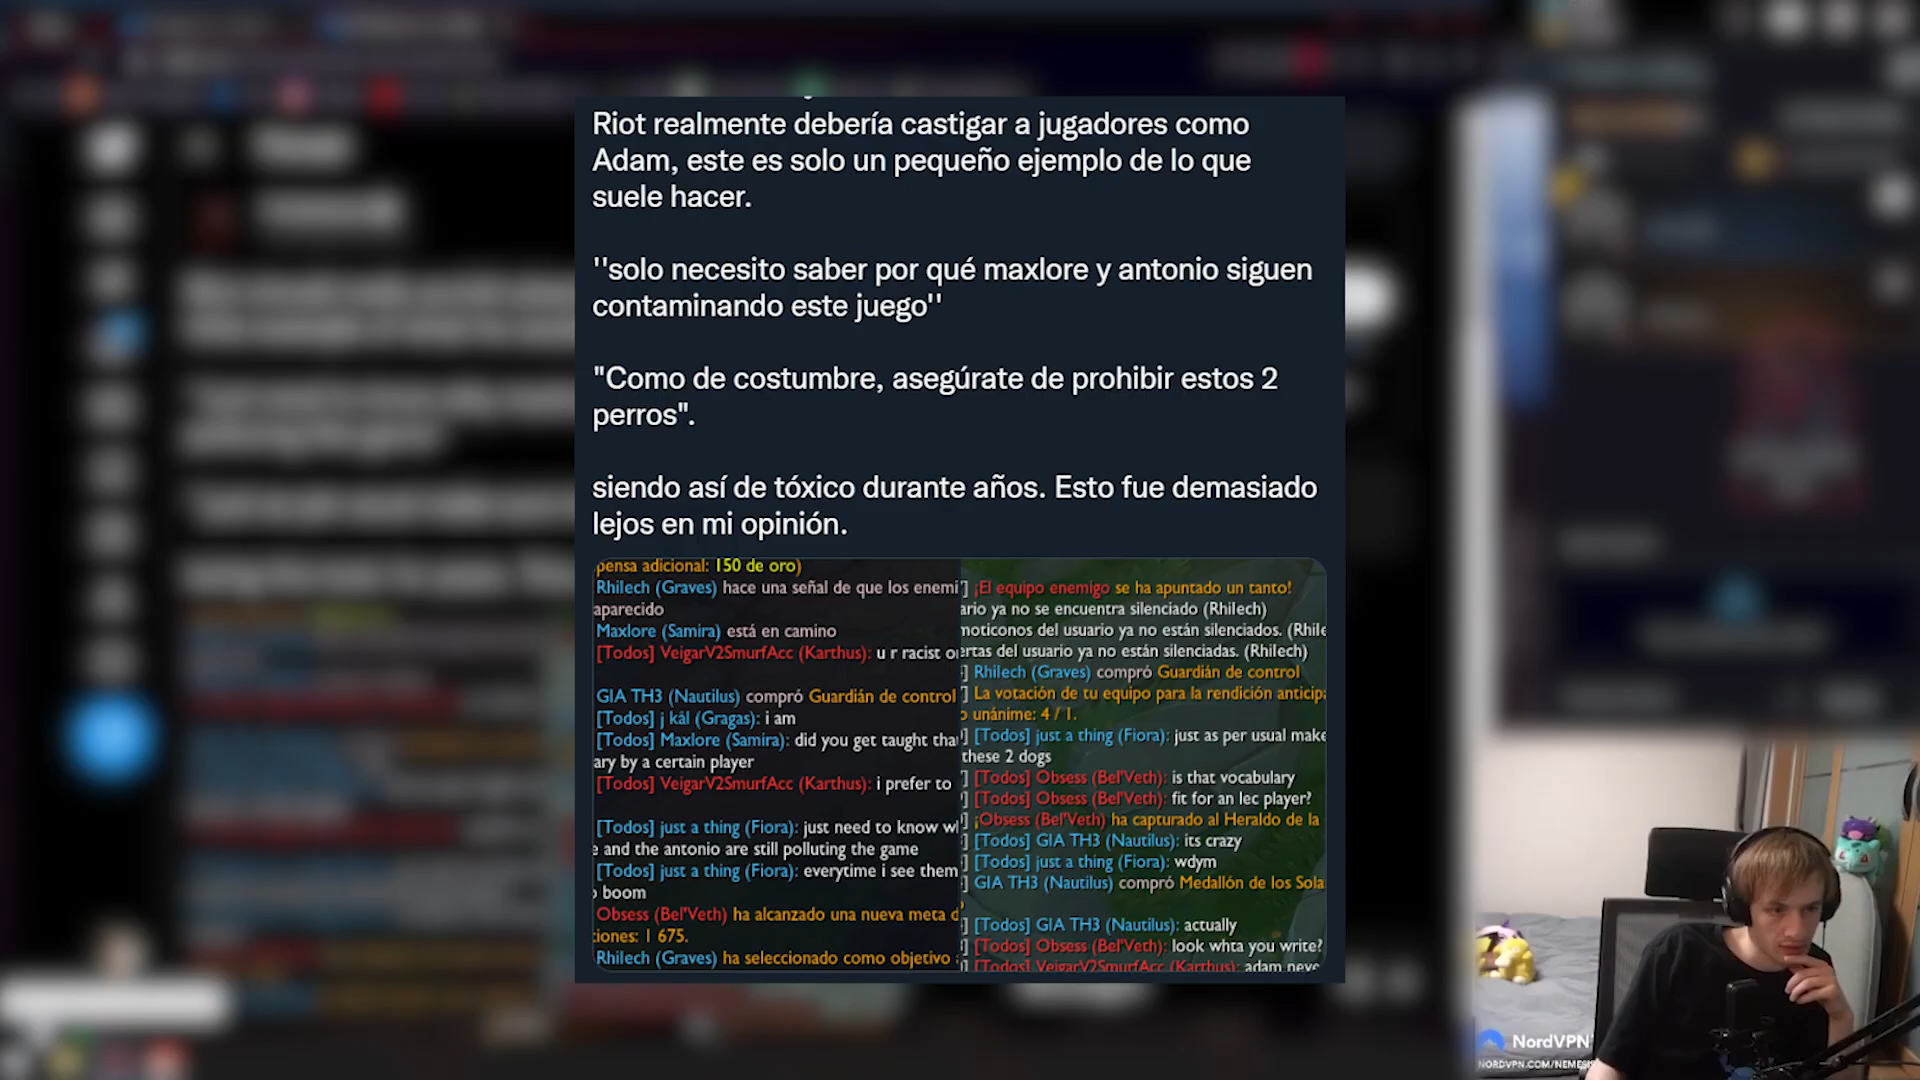 Riot realmente debería castigar a jugadores como
Adam, este es solo un pequeño ejemplo de lo que
suele hacer.
''solo necesito saber por qué maxlore y antonio siguen
contaminando este juego''
"Como de costumbre, asegúrate de prohibir estos 2
perros".
siendo así de tóxico durante años. Esto fue demasiado
lejos en mi opinión.
pensa adicional: 150 de oro)
Rhilech (Graves) hace una señal de que los enemi
aparecido
Maxlore (Samira) está en camino
[Todos] VeigarV2SmurfAcc (Karthus): u r racist o
GIA TH3 (Nautilus) compró Guardián de control
[Todos] j kál (Gragas): i am
[Todos] Maxlore (Samira): did you get taught tha
ary by a certain player
[Todos] VeigarV2SmurfAcc (Karthus): i prefer to
[Todos] just a thing (Fiora): just need to know w
e and the antonio are still polluting the game
[Todos] just a thing (Fiora): everytime i see them
o boom
Obsess (Bel'Veth) ha alcanzado una nueva meta d
ciones: 1 675.
Rhilech (Graves) ha seleccionado como objetivo a
] ¡El equipo enemigo se ha apuntado un tanto!
ario ya no se encuentra silenciado (Rhilech)
moticonos del usuario ya no están silenciados. (Rhile
ertas del usuario ya no están silenciadas. (Rhilech)
] Rhilech (Graves) compró Guardián de control
] La votación de tu equipo para la rendición anticipa
o unánime: 4 / 1.
] [Todos] just a thing (Fiora): just as per usual make
these 2 dogs
] [Todos] Obsess (Bel'Veth): is that vocabulary
] [Todos] Obsess (Bel'Veth): fit for an lec player?
] ¡Obsess (Bel'Veth) ha capturado al Heraldo de la
] [Todos] GIA TH3 (Nautilus): its crazy
] [Todos] just a thing (Fiora): wdym
] GIA TH3 (Nautilus) compró Medallón de los Sola
] [Todos] GIA TH3 (Nautilus): actually
] [Todos] Obsess (Bel'Veth): look whta you write?
] [Todos] VeigarV2SmurfAcc (Karthus): adam neve
NordVPN
NORDVPN.COM/NEMESIS